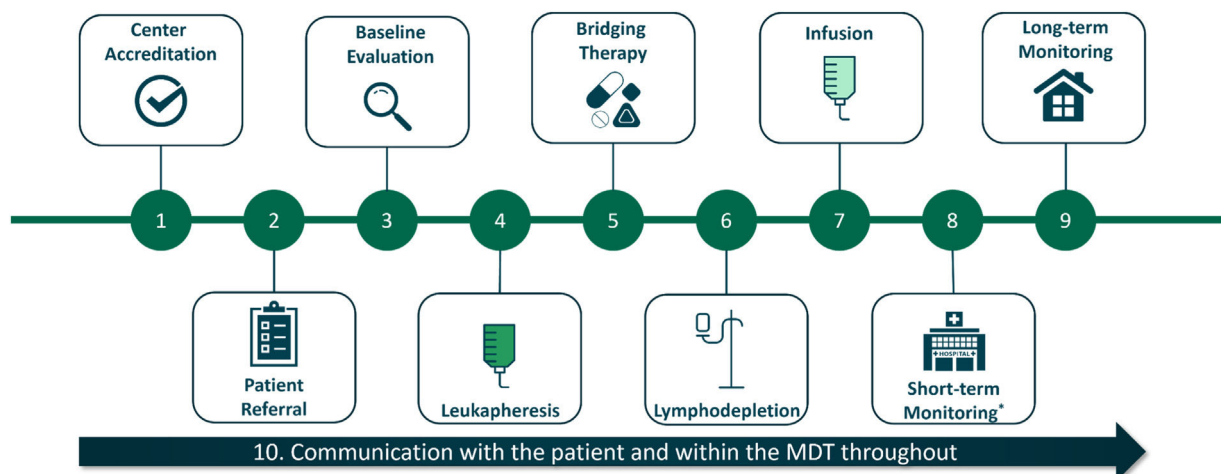 Center
Accreditation
Baseline
Evaluation
Bridging
Therapy
Infusion
Long-term
Monitoring
1
2
3
4
5
6
7
8
9
Patient
Referral
Leukapheresis
Lymphodepletion
HOSPITAL
Short-term
Monitoring*
10. Communication with the patient and within the MDT throughout